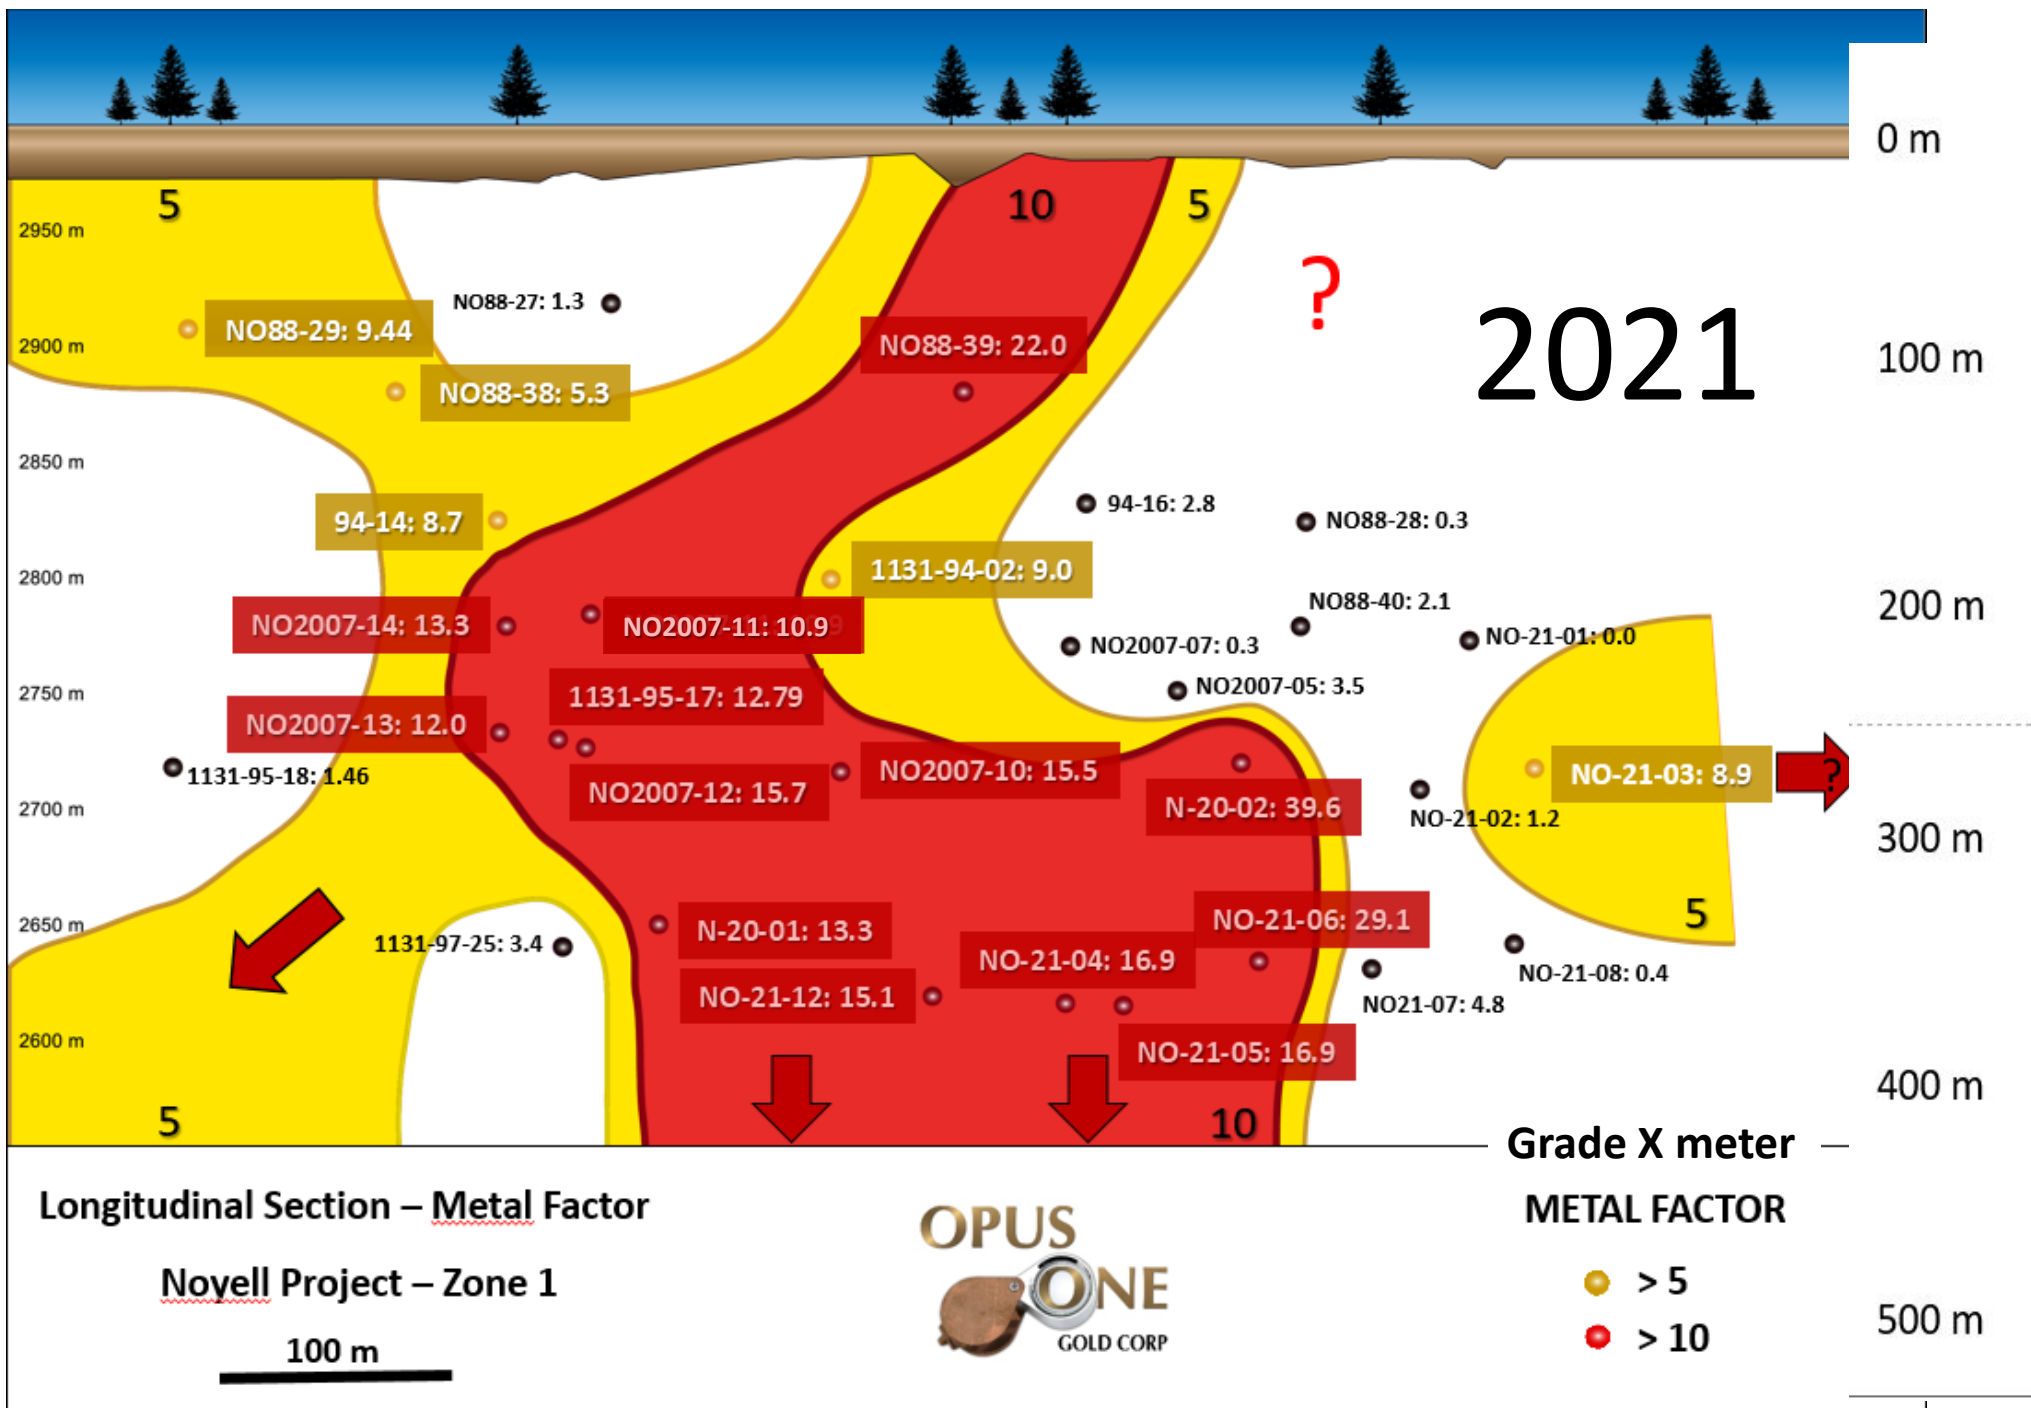 0 m
5
10
5
2950 m
?
NO88-27: 1.3
NO88-29: 9.44
2900 m
NO88-39: 22.0
2021
100 m
NO88-38: 5.3
2850 m
94-16: 2.8
94-14: 8.7
NO88-28: 0.3
1131-94-02: 9.0
2800 m
NO88-40: 2.1
200 m
NO2007-14: 13.3
NO2007-11: 10.9
NO-21-01: 0.0
NO2007-07: 0.3
NO2007-05: 3.5
2750 m
1131-95-17: 12.79
NO2007-13: 12.0
1131-95-18: 1.46
NO2007-10: 15.5
NO-21-03: 8.9
?
NO2007-12: 15.7
N-20-02: 39.6
2700 m
NO-21-02: 1.2
300 m
2650 m
NO-21-06: 29.1
5
N-20-01: 13.3
1131-97-25: 3.4
NO-21-04: 16.9
NO-21-08: 0.4
NO-21-12: 15.1
NO21-07: 4.8
2600 m
NO-21-05: 16.9
400 m
5
10
Grade X meter
Longitudinal Section – Metal Factor
METAL FACTOR
OPUS
ONE
GOLD CORP
Novell Project – Zone 1
> 5
500 m
> 10
100 m